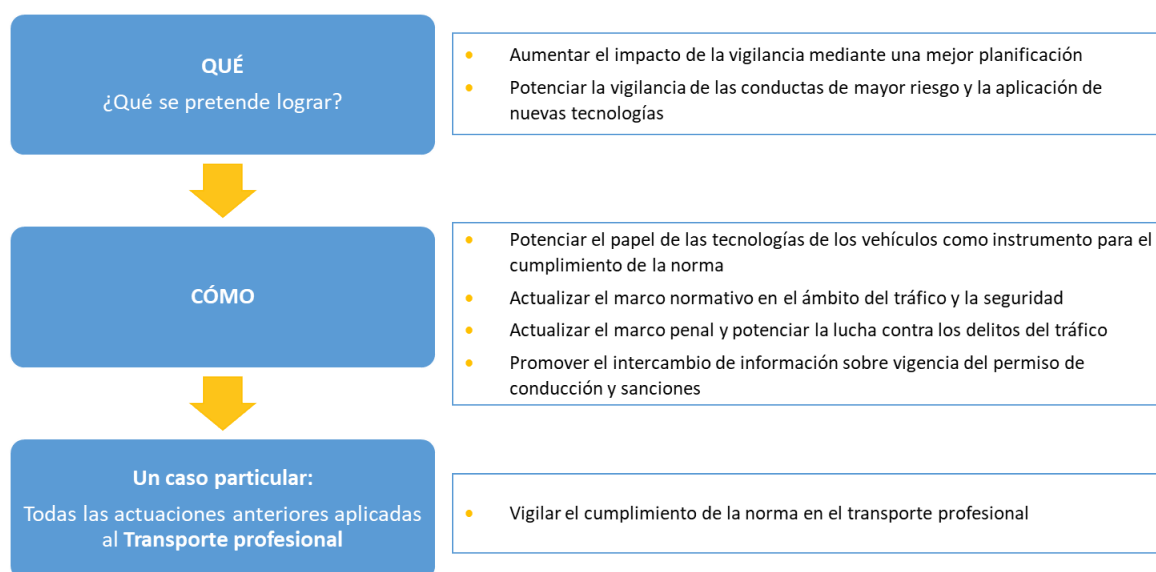 QUÉ
¿Qué se pretende lograr?
Aumentar el impacto de la vigilancia mediante una mejor planificación
Potenciar la vigilancia de las conductas de mayor riesgo y la aplicación de
nuevas tecnologías
CÓMO
Potenciar el papel de las tecnologías de los vehículos como instrumento para el
cumplimiento de la norma
Actualizar el marco normativo en el ámbito del tráfico y la seguridad
Actualizar el marco penal y potenciar la lucha contra los delitos del tráfico
Promover el intercambio de información sobre vigencia del permiso de
conducción y sanciones
Un caso particular:
Todas las actuaciones anteriores aplicadas
al Transporte profesional
Vigilar el cumplimiento de la norma en el transporte profesional